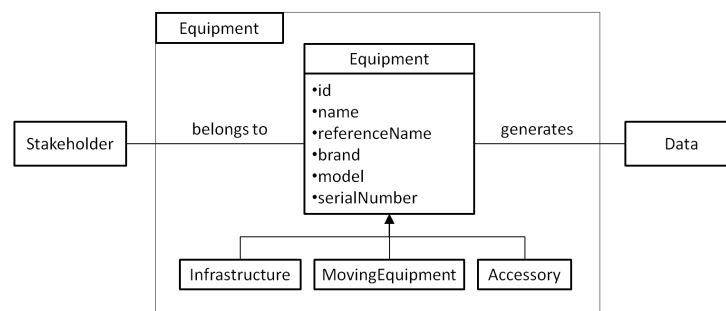 Equipment
Equipment
•id
•name
•referenceName
•brand
•model
•serialNumber
Stakeholder
belongs to
generates
Data
Infrastructure
MovingEquipment
Accessory